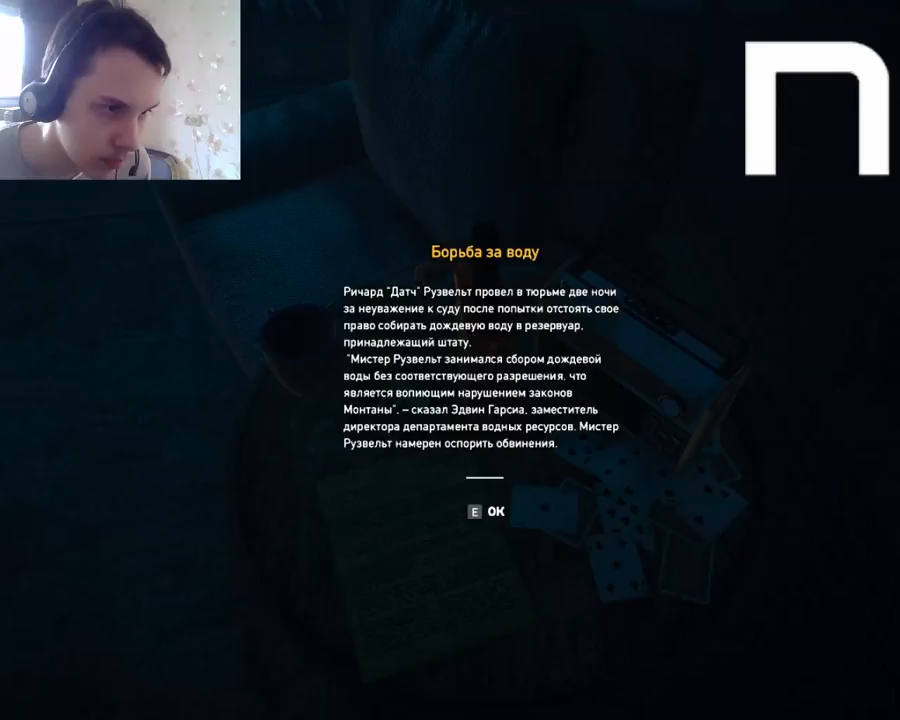 Борьба за воду
Ричард "Датч" Рузвельт провел в тюрьме две ночи
за неуважение к суду после попытки отстоять свое
право собирать дождевую воду в резервуар,
принадлежащий штату.
"Мистер Рузвельт занимался сбором дождевой
воды без соответствующего разрешения, что
является вопиющим нарушением законов
Монтаны", – сказал Эдвин Гарсиа, заместитель
директора департамента водных ресурсов. Мистер
Рузвельт намерен оспорить обвинения.
E ОК